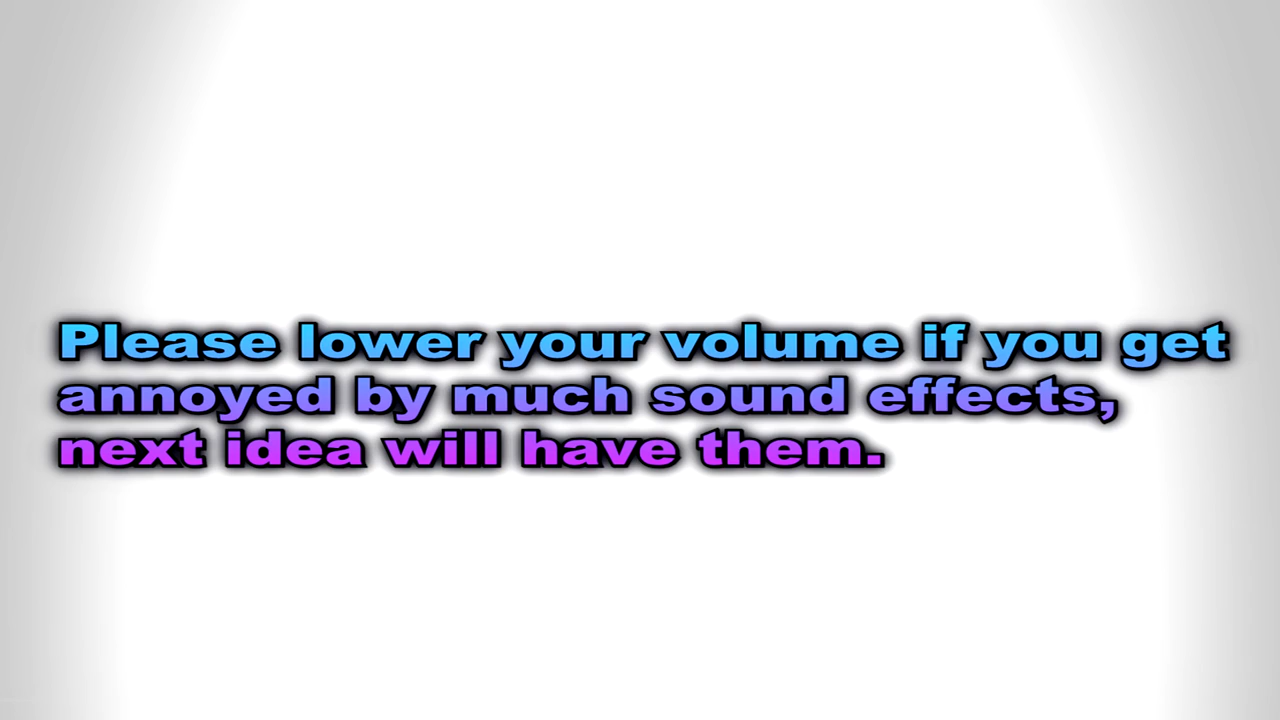 Please lower your volume if you get
annoyed by much sound effects,
next idea will have them.